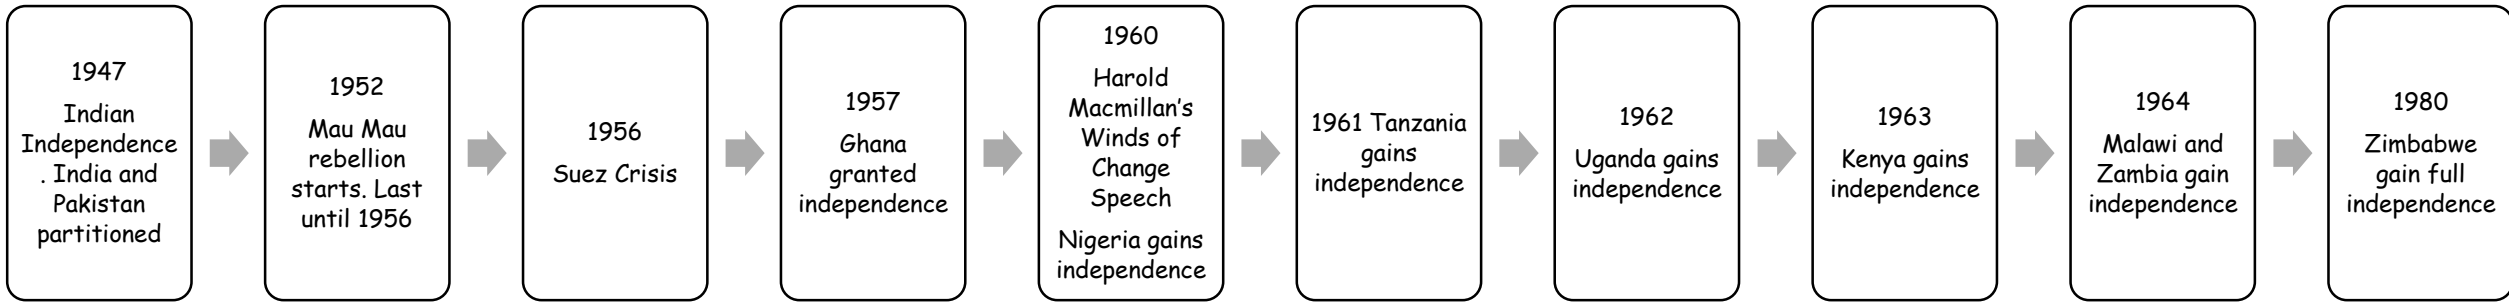 1947
Indian
Independence
. India and
Pakistan
partitioned
1952
Mau Mau
rebellion
starts. Last
until 1956
1956
Suez Crisis
1957
Ghana
granted
independence
1960
Harold
Macmillan's
Winds of
Change
Speech
Nigeria gains
independence
1961 Tanzania
gains
independence
1962
Uganda gains
independence
1963
Kenya gains
independence
1964
Malawi and
Zambia gain
independence
1980
Zimbabwe
gain full
independence